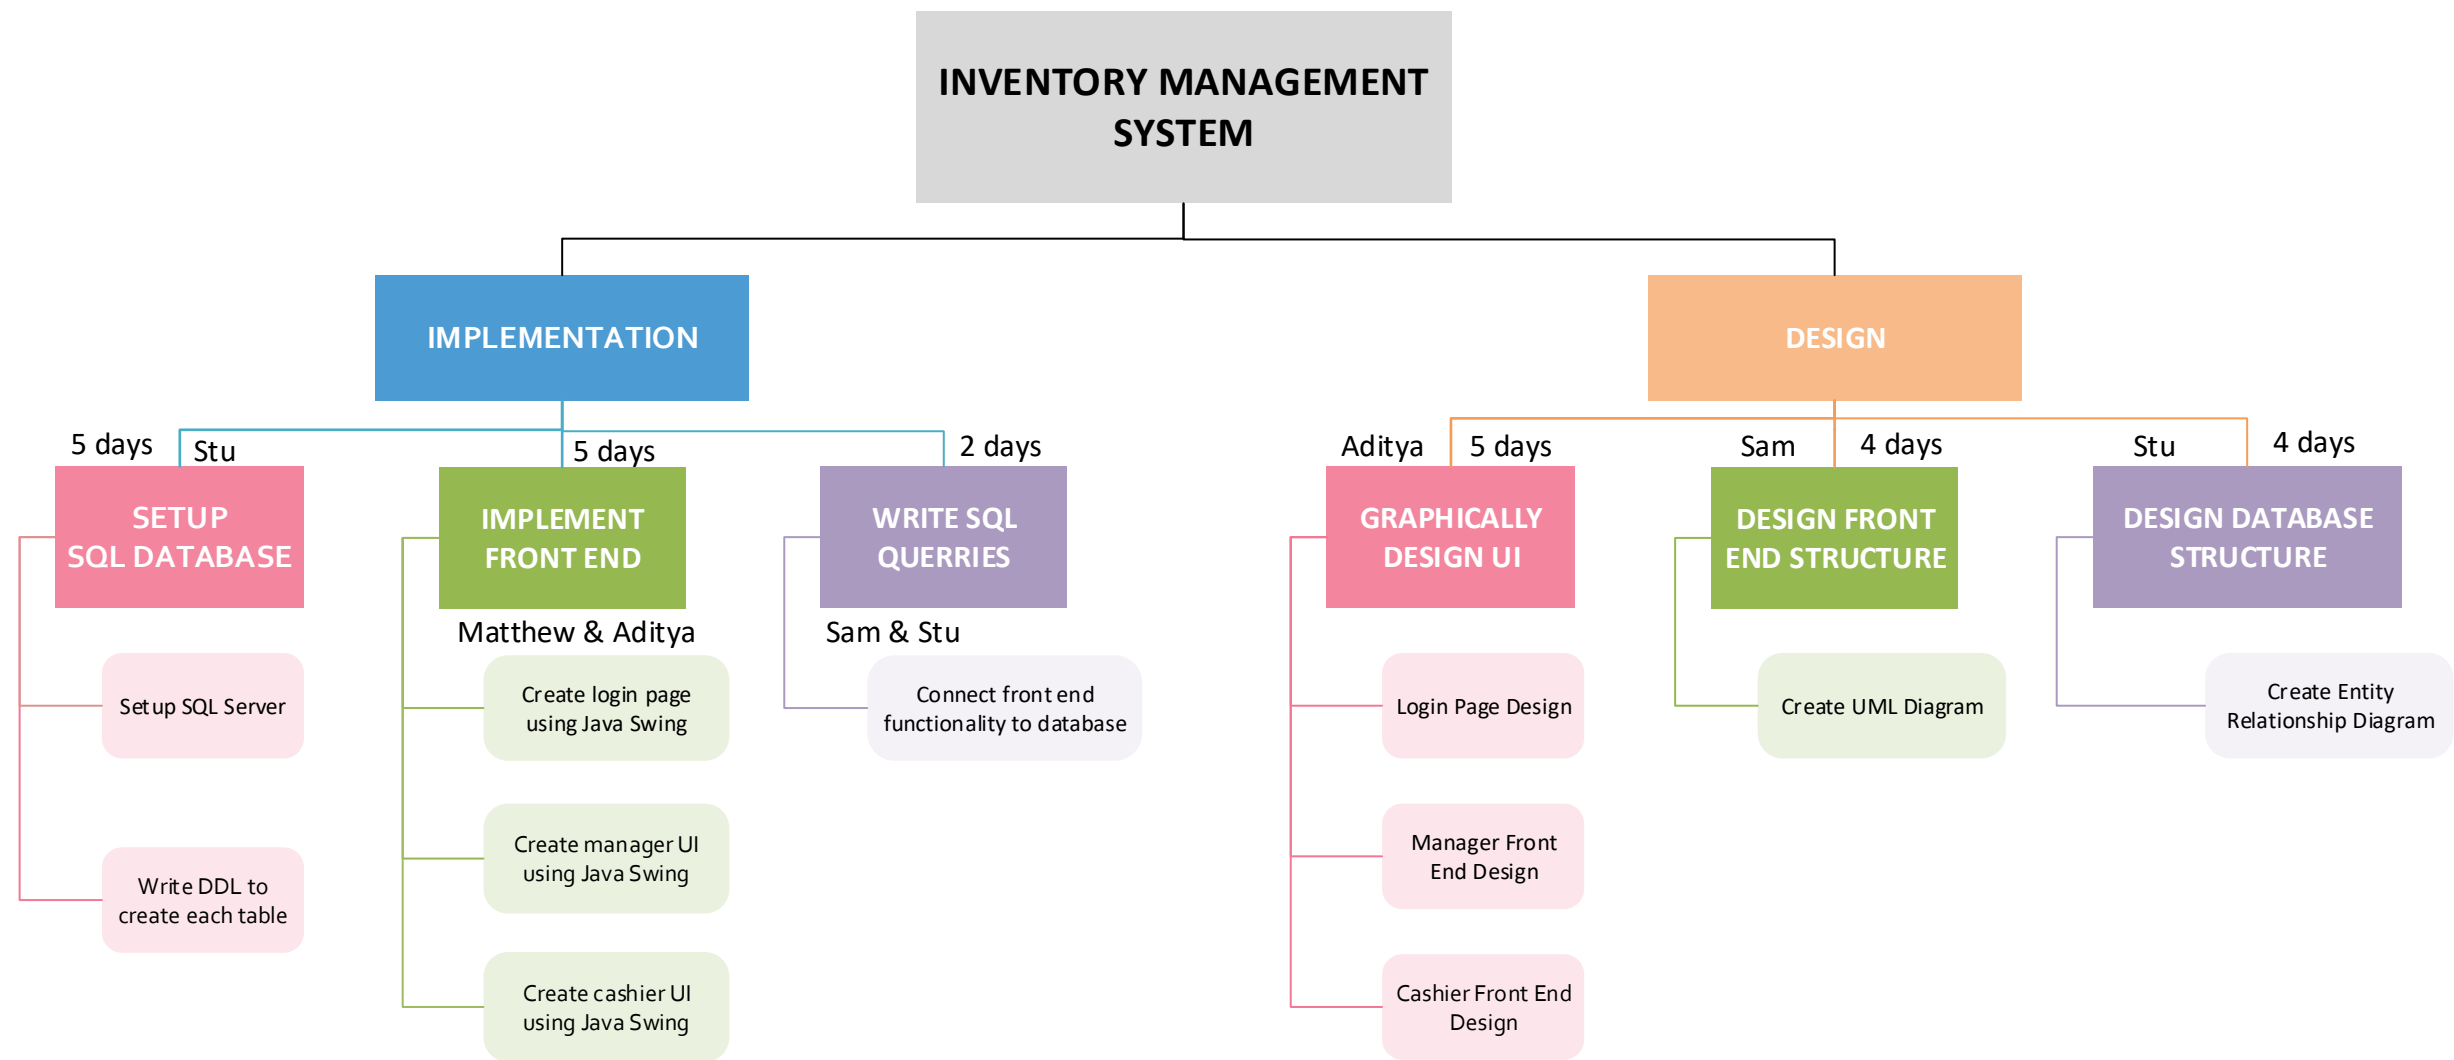 INVENTORY MANAGEMENT
SYSTEM
IMPLEMENTATION
DESIGN
5 days
Stu
5 days
2 days
Aditya
5 days
Sam
4 days
Stu
4 days
SETUP
SQL DATABASE
IMPLEMENT
FRONT END
WRITE SQL
QUERRIES
GRAPHICALLY
DESIGN UI
DESIGN FRONT
END STRUCTURE
DESIGN DATABASE
STRUCTURE
Matthew & Aditya
Sam & Stu
Setup SQL Server
Create login page
using Java Swing
Connect front end
functionality to database
Login Page Design
Create UML Diagram
Create Entity
Relationship Diagram
Write DDL to
create each table
Create manager UI
using Java Swing
Manager Front
End Design
Create cashier UI
using Java Swing
Cashier Front End
Design